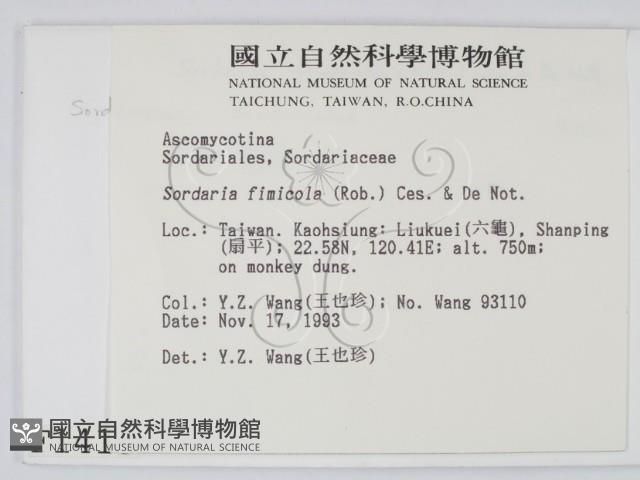 國立自然科學博物館
NATIONAL MUSEUM OF NATURAL SCIENCE
TAICHUNG, TAIWAN, R.O.CHINA
Sord
Ascomycotina
Sordariales, Sordariaceae
Sordaria fimicola (Rob.) Ces. & De Not.
Loc.: Taiwan. Kaohsiung: Liukuei(六龜), Shanping
(扇平); 22.58N, 120.41E; alt. 750m;
on monkey dung.
Col.: Y.Z. Wang(王也珍); No. Wang 93110
Date: Nov. 17, 1993
Det.: Y.Z. Wang(王也珍)
國立自然科學博物館
NATIONAL MUSEUM OF NATURAL SCIENCE